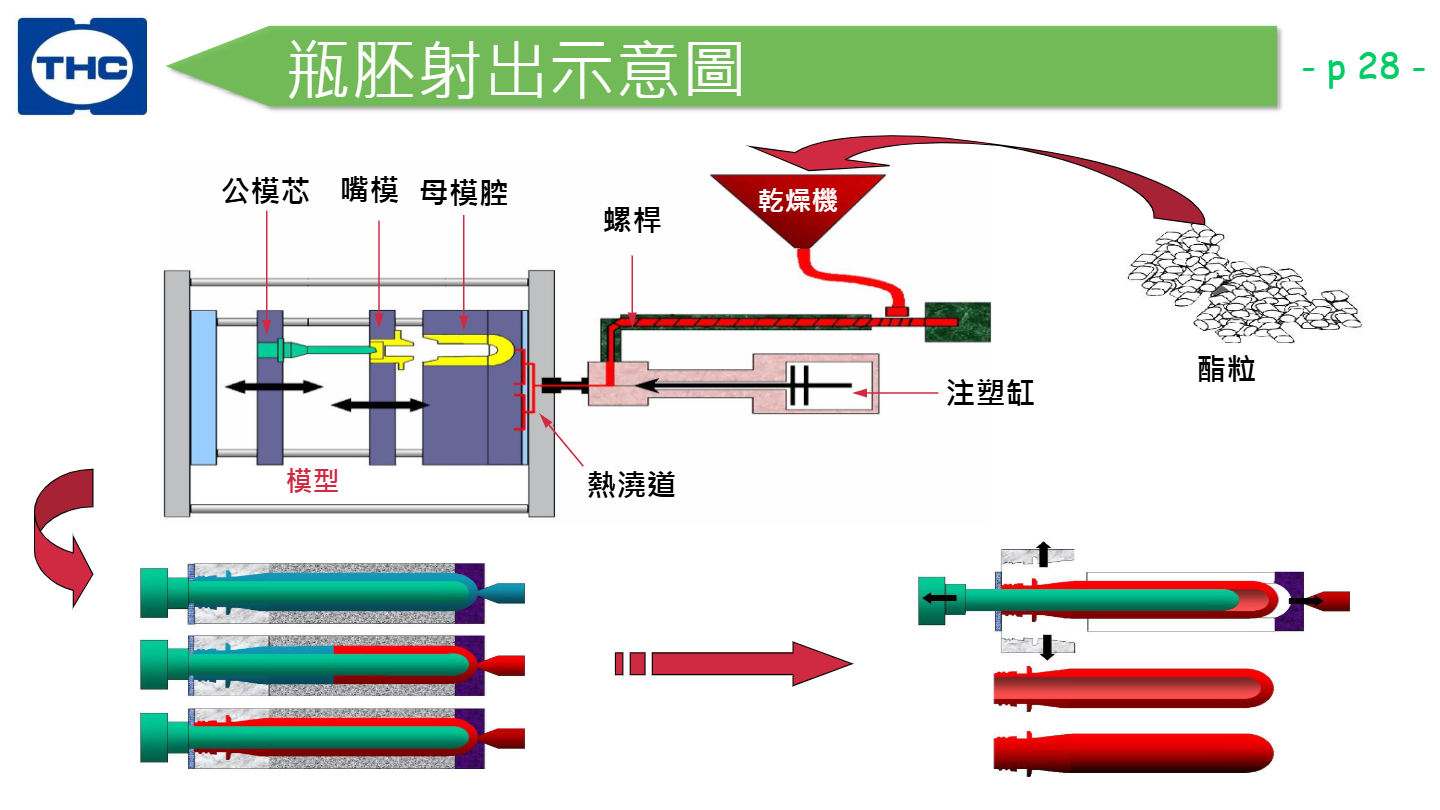 THC
瓶胚射出示意圖
- p 28 -
公模芯
嘴模
母模腔
螺桿
乾燥機
酯粒
注塑缸
熱澆道
模型